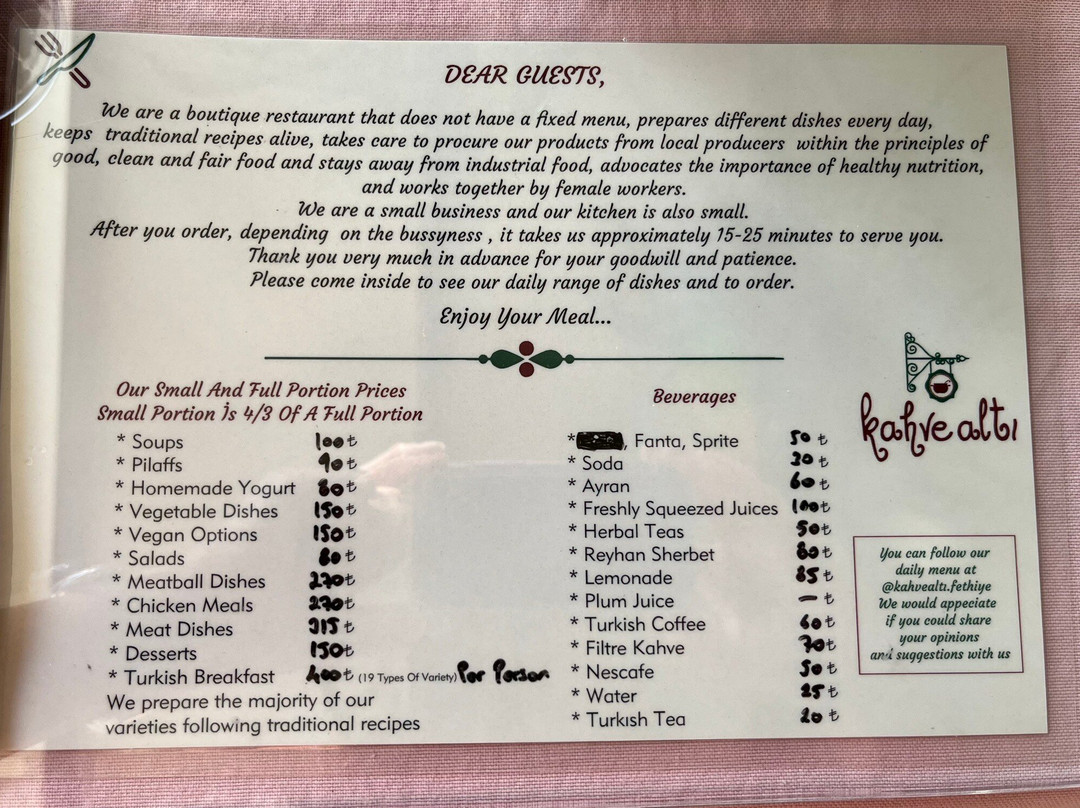 DEAR GUESTS,
We are a boutique restaurant that does not have a fixed menu, prepares different dishes every day,
keeps traditional recipes alive, takes care to procure our products from local producers within the principles of
good, clean and fair food and stays away from industrial food, advocates the importance of healthy nutrition,
and works together by female workers.
We are a small business and our kitchen is also small.
After you order, depending on the bussyness , it takes us approximately 15-25 minutes to serve you.
Thank you very much in advance for your goodwill and patience.
Please come inside to see our daily range of dishes and to order.
Enjoy Your Meal...
Our Small And Full Portion Prices
Small Portion İs 4/3 Of A Full Portion
* Soups 100 ₺
* Pilaffs 90 ₺
* Homemade Yogurt 80 ₺
* Vegetable Dishes 150 ₺
* Vegan Options 150 ₺
* Salads 80 ₺
* Meatball Dishes 270 ₺
* Chicken Meals 270 ₺
* Meat Dishes 315 ₺
* Desserts 150 ₺
* Turkish Breakfast 400 ₺ (19 Types Of Variety) Per Person
We prepare the majority of our
varieties following traditional recipes
Beverages
* , Fanta, Sprite 50 ₺
* Soda ₺
* Ayran 60 ₺
* Freshly Squeezed Juices 100 ₺
* Herbal Teas 50 ₺
* Reyhan Sherbet 80 ₺
* Lemonade 85 ₺
* Plum Juice — ₺
* Turkish Coffee 60 ₺
* Filtre Kahve 70 ₺
* Nescafe 50 ₺
* Water 25 ₺
* Turkısh Tea 20 ₺
kahve altı
You can follow our
daily menu at
@kahvealtı.fethiye
We would appeciate
if you could share
your opinions
and suggestions with us